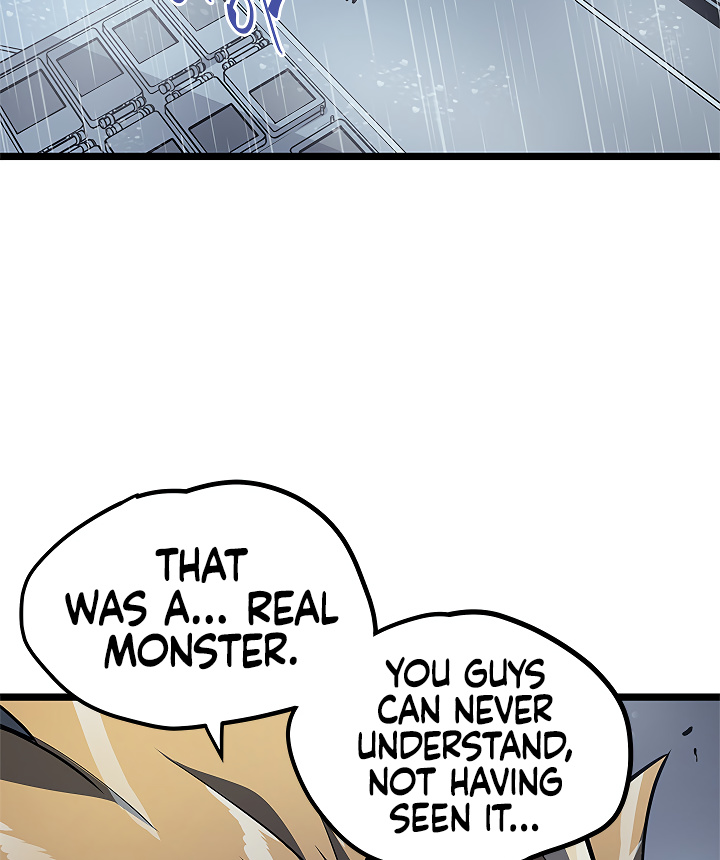 THAT
WAS A... REAL
MONSTER.
YOU GUYS
CAN NEVER
UNDERSTAND,
NOT HAVING
SEEN IT...